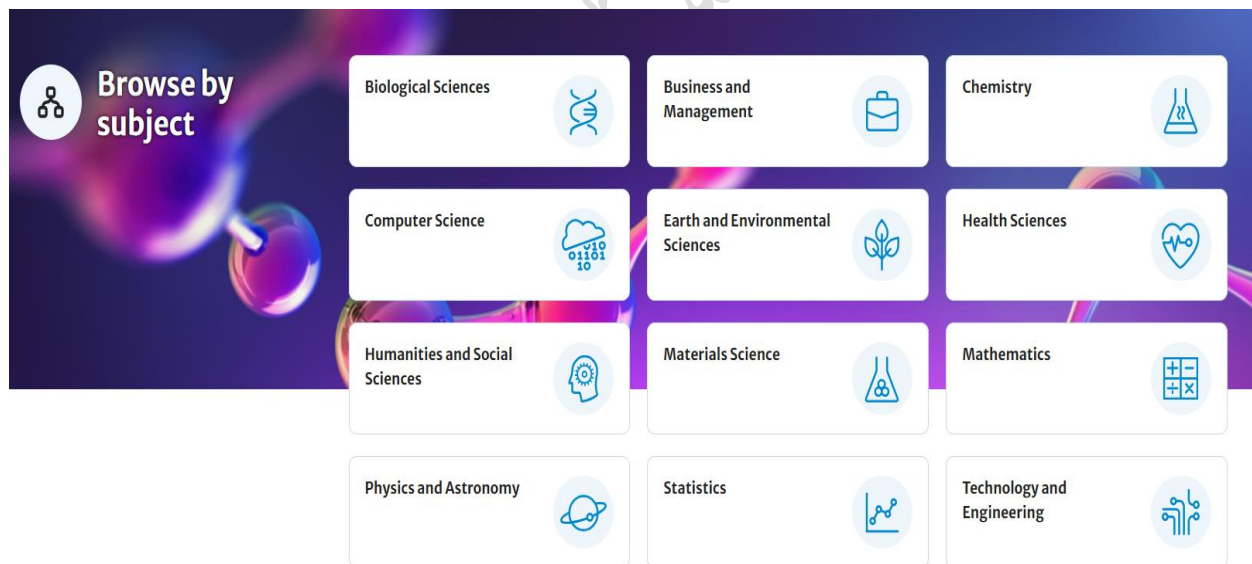 Browse by
subject
Biological Sciences
Business and
Management
Chemistry
Computer Science
Earth and Environmental
Sciences
Health Sciences
Humanities and Social
Sciences
Materials Science
Mathematics
Physics and Astronomy
Statistics
Technology and
Engineering